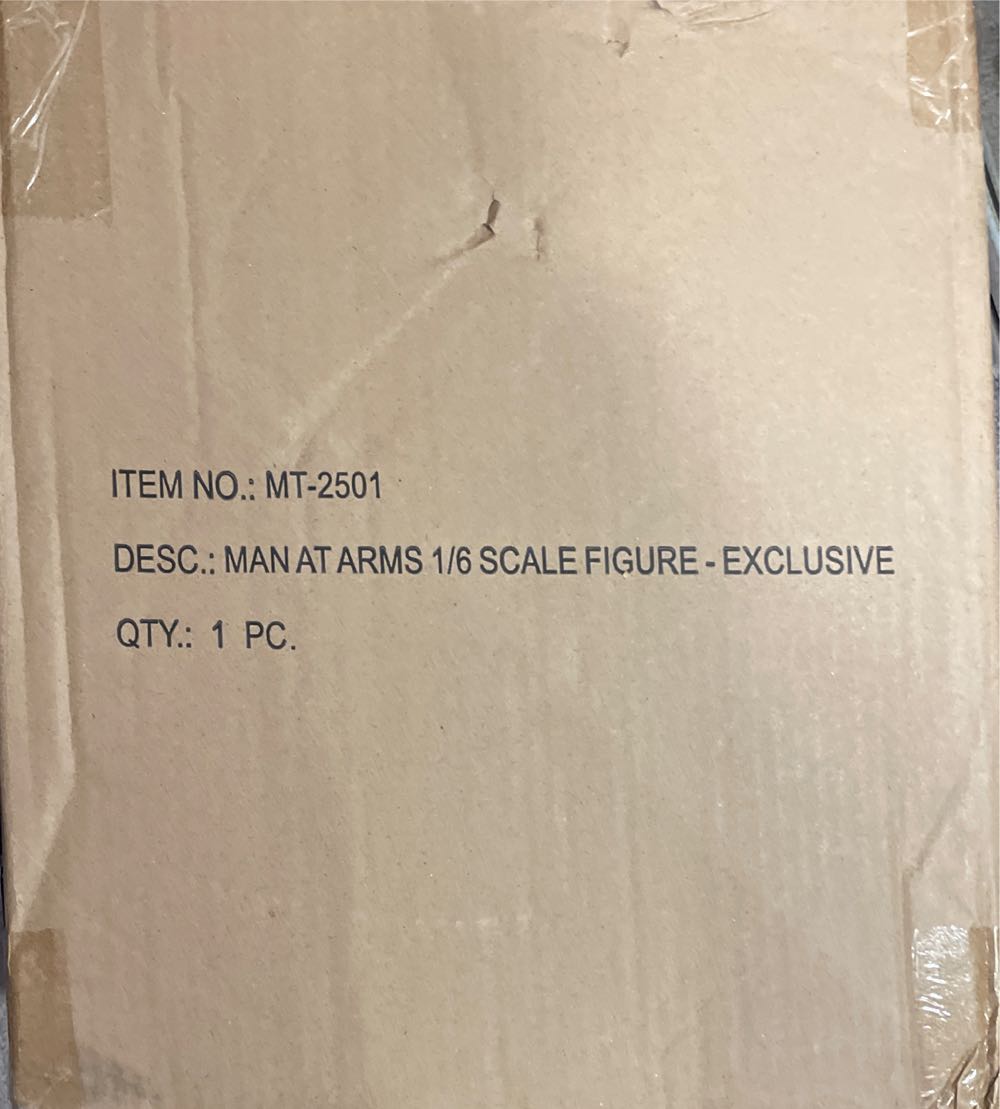 ITEM NO.: MT-2501
DESC.: MAN AT ARMS 1/6 SCALE FIGURE - EXCLUSIVE
QTY.: 1 PC.